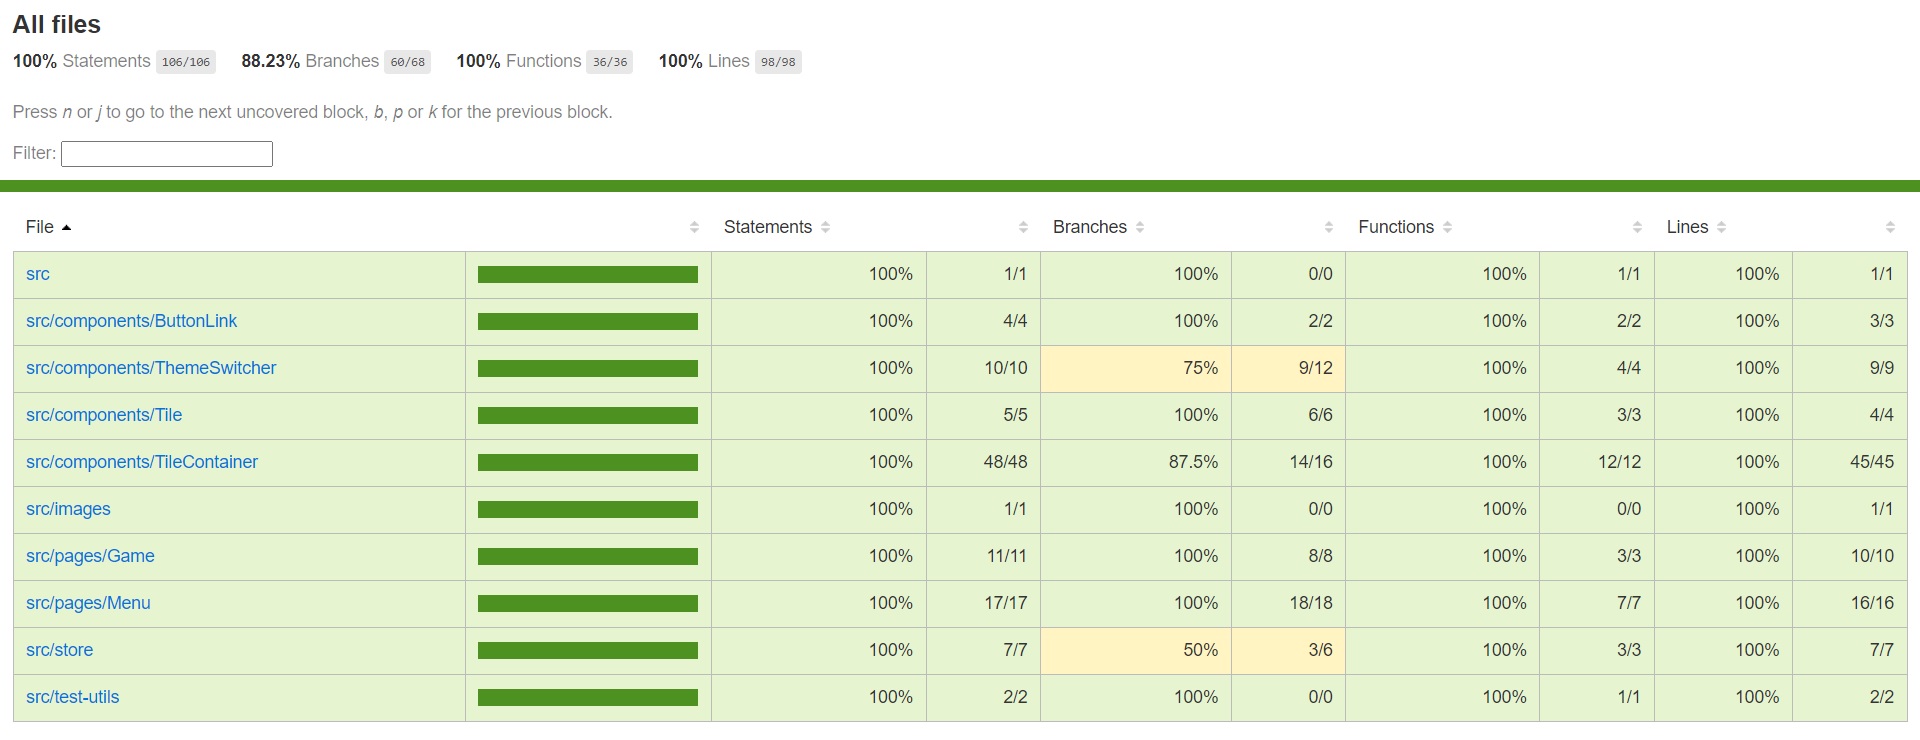 All files
100% Statements 106/106 88.23% Branches 60/68 100% Functions 36/36 100% Lines 98/98
Press n or j to go to the next uncovered block, b, p or k for the previous block.
Filter:
File Statements Branches Functions Lines
src 100% 1/1 100% 0/0 100% 1/1 100% 1/1
src/components/ButtonLink 100% 4/4 100% 2/2 100% 2/2 100% 3/3
src/components/ThemeSwitcher 100% 10/10 75% 9/12 100% 4/4 100% 9/9
src/components/Tile 100% 5/5 100% 6/6 100% 3/3 100% 4/4
src/components/TileContainer 100% 48/48 87.5% 14/16 100% 12/12 100% 45/45
src/images 100% 1/1 100% 0/0 100% 0/0 100% 1/1
src/pages/Game 100% 11/11 100% 8/8 100% 3/3 100% 10/10
src/pages/Menu 100% 17/17 100% 18/18 100% 7/7 100% 16/16
src/store 100% 7/7 50% 3/6 100% 3/3 100% 7/7
src/test-utils 100% 2/2 100% 0/0 100% 1/1 100% 2/2